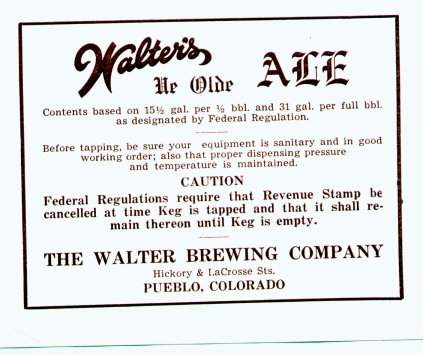 Walter's
Ye Olde ALE
Contents based on 15½ gal. per ½ bbl. and 31 gal. per full bbl.
as designated by Federal Regulation.
Before tapping, be sure your equipment is sanitary and in good
working order; also that proper dispensing pressure
and temperature is maintained.
CAUTION
Federal Regulations require that Revenue Stamp be
cancelled at time Keg is tapped and that it shall re-
main thereon until Keg is empty.
THE WALTER BREWING COMPANY
Hickory & LaCrosse Sts.
PUEBLO, COLORADO